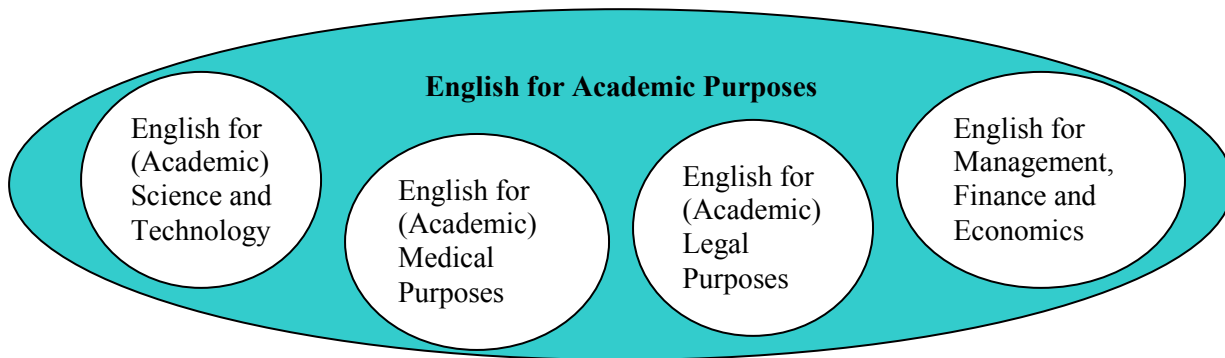 English for Academic Purposes
English for
(Academic)
Science and
Technology
English for
(Academic)
Medical
Purposes
English for
(Academic)
Legal
Purposes
English for
Management,
Finance and
Economics